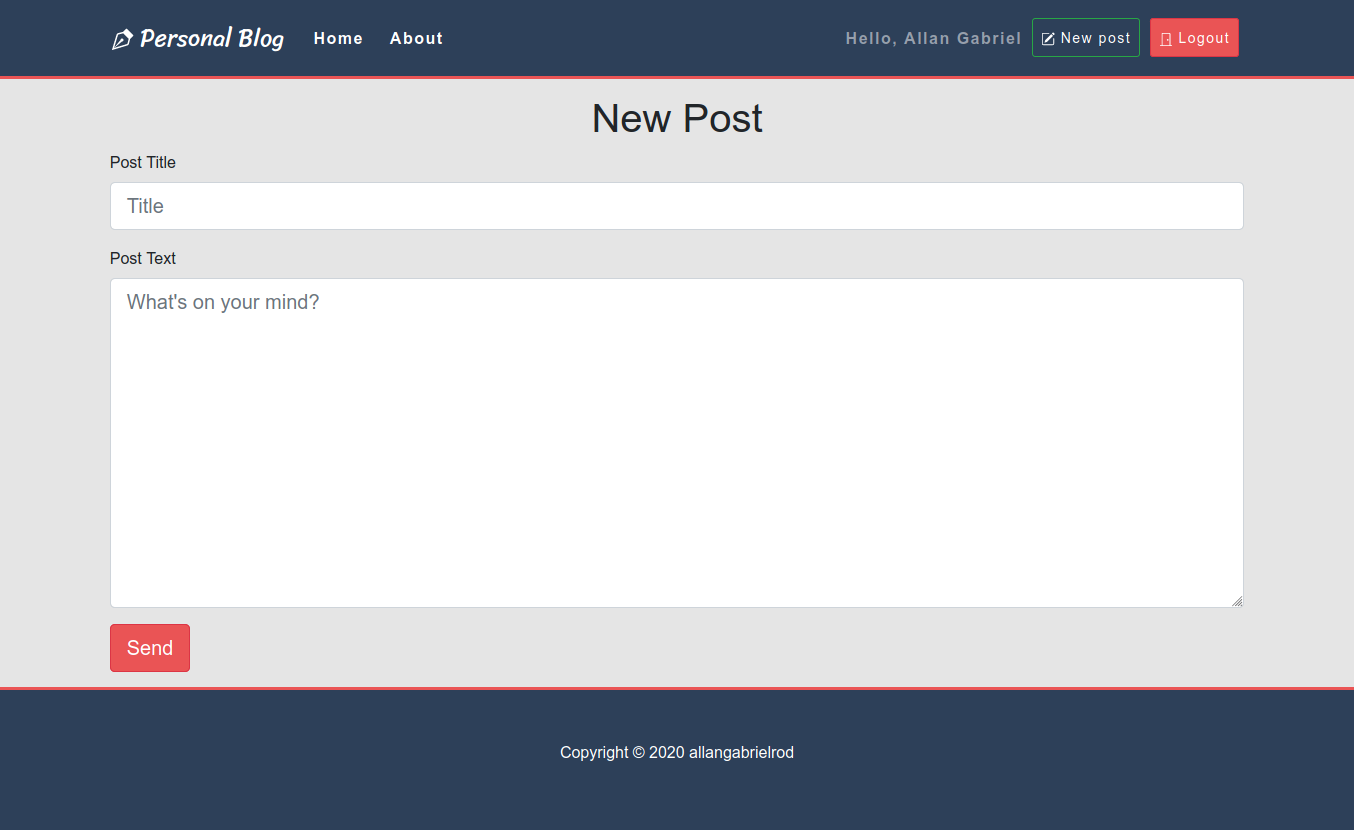 Personal Blog Home About Hello, Allan Gabriel New post Logout
New Post
Post Title
Title
Post Text
What's on your mind?
Send
Copyright © 2020 allangabrielrod